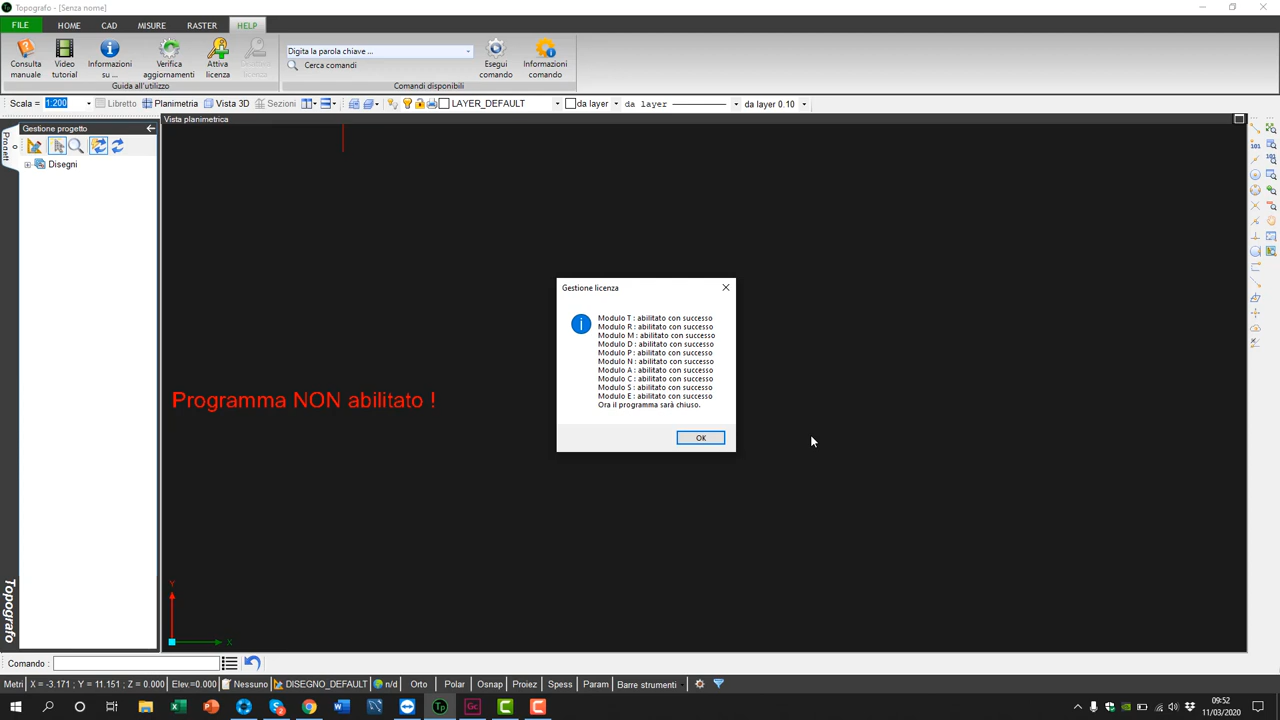 Topografo - [Senza nome]
FILE HOME CAD MISURE RASTER HELP
Consulta manuale
Video tutorial
Informazioni su ...
Verifica aggiornamenti
Attiva licenza
Guida all'utilizzo
Digita la parola chiave ...
Cerca comandi
Esegui comando
Informazioni comando
Comandi disponibili
Scala = 1:200 Libretto Planimetria Vista 3D Sezioni LAYER_DEFAULT da layer da layer da layer 0.10
Gestione progetto
Vista planimetrica
Disegni
Progetti
101
101
Gestione licenza
Modulo T : abilitato con successo
Modulo R : abilitato con successo
Modulo M : abilitato con successo
Modulo D : abilitato con successo
Modulo P : abilitato con successo
Modulo N : abilitato con successo
Modulo A : abilitato con successo
Modulo C : abilitato con successo
Modulo S : abilitato con successo
Modulo E : abilitato con successo
Ora il programma sarà chiuso.
OK
Programma NON abilitato !
Y
X
Topografo
Comando :
Metri X = -3.171 ; Y = 11.151 ; Z = 0.000 Elev=0.000 Nessuno DISEGNO_DEFAULT n/d Orto Polar Osnap Proiez Spess Param Barre strumenti
Tp Gc
09:52
11/03/2020